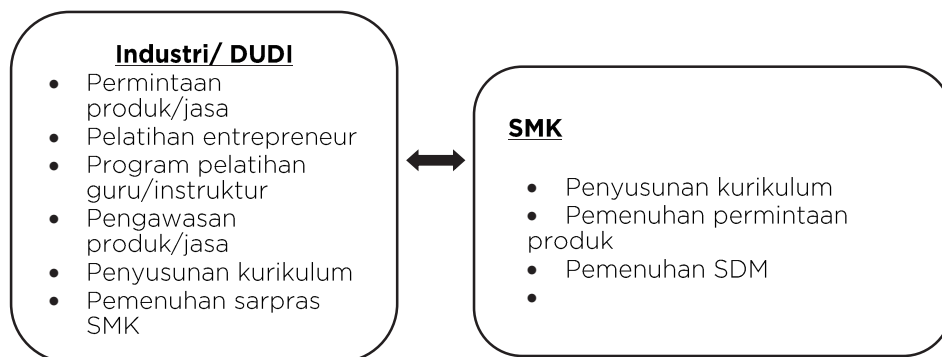 Industri/ DUDI
• Permintaan
produk/jasa
• Pelatihan entrepreneur
• Program pelatihan
guru/instruktur
• Pengawasan
produk/jasa
• Penyusunan kurikulum
• Pemenuhan sarpras
SMK
SMK
• Penyusunan kurikulum
• Pemenuhan permintaan
produk
• Pemenuhan SDM
•